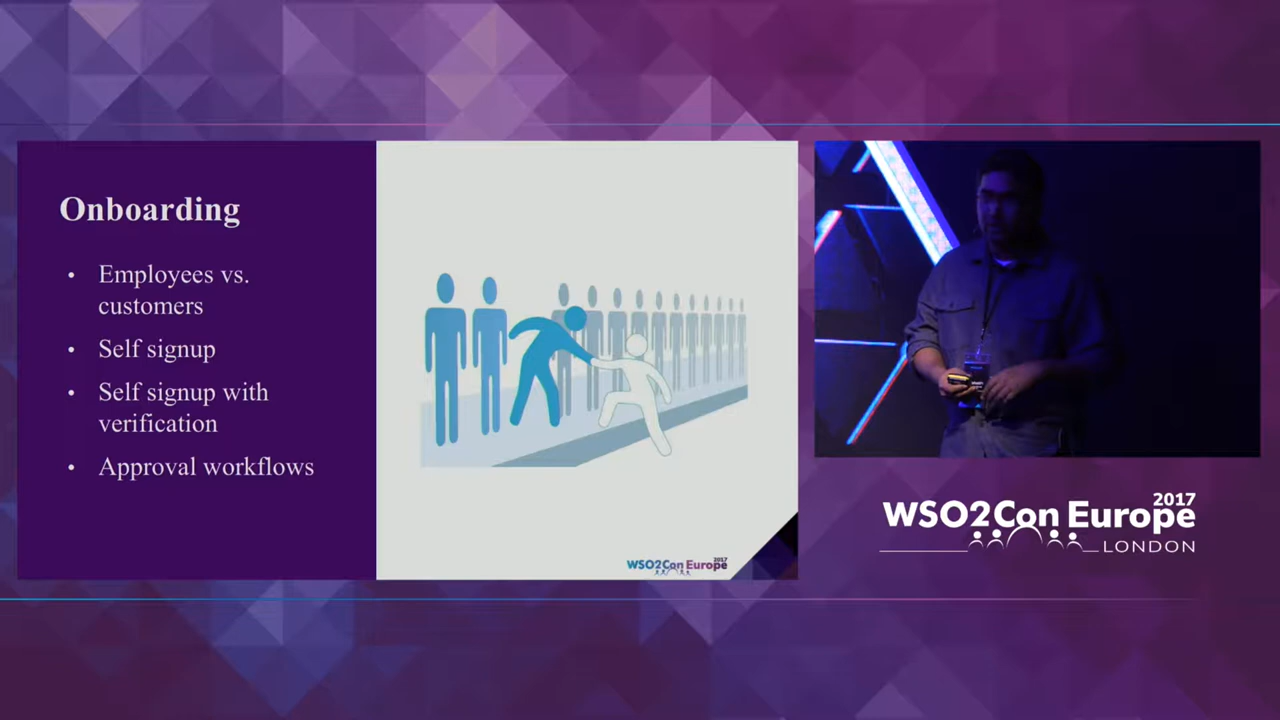 Onboarding
• Employees vs.
customers
• Self signup
• Self signup with
verification
• Approval workflows
WSO2Con Europe
2017
2017
WSO2Con Europe
LONDON